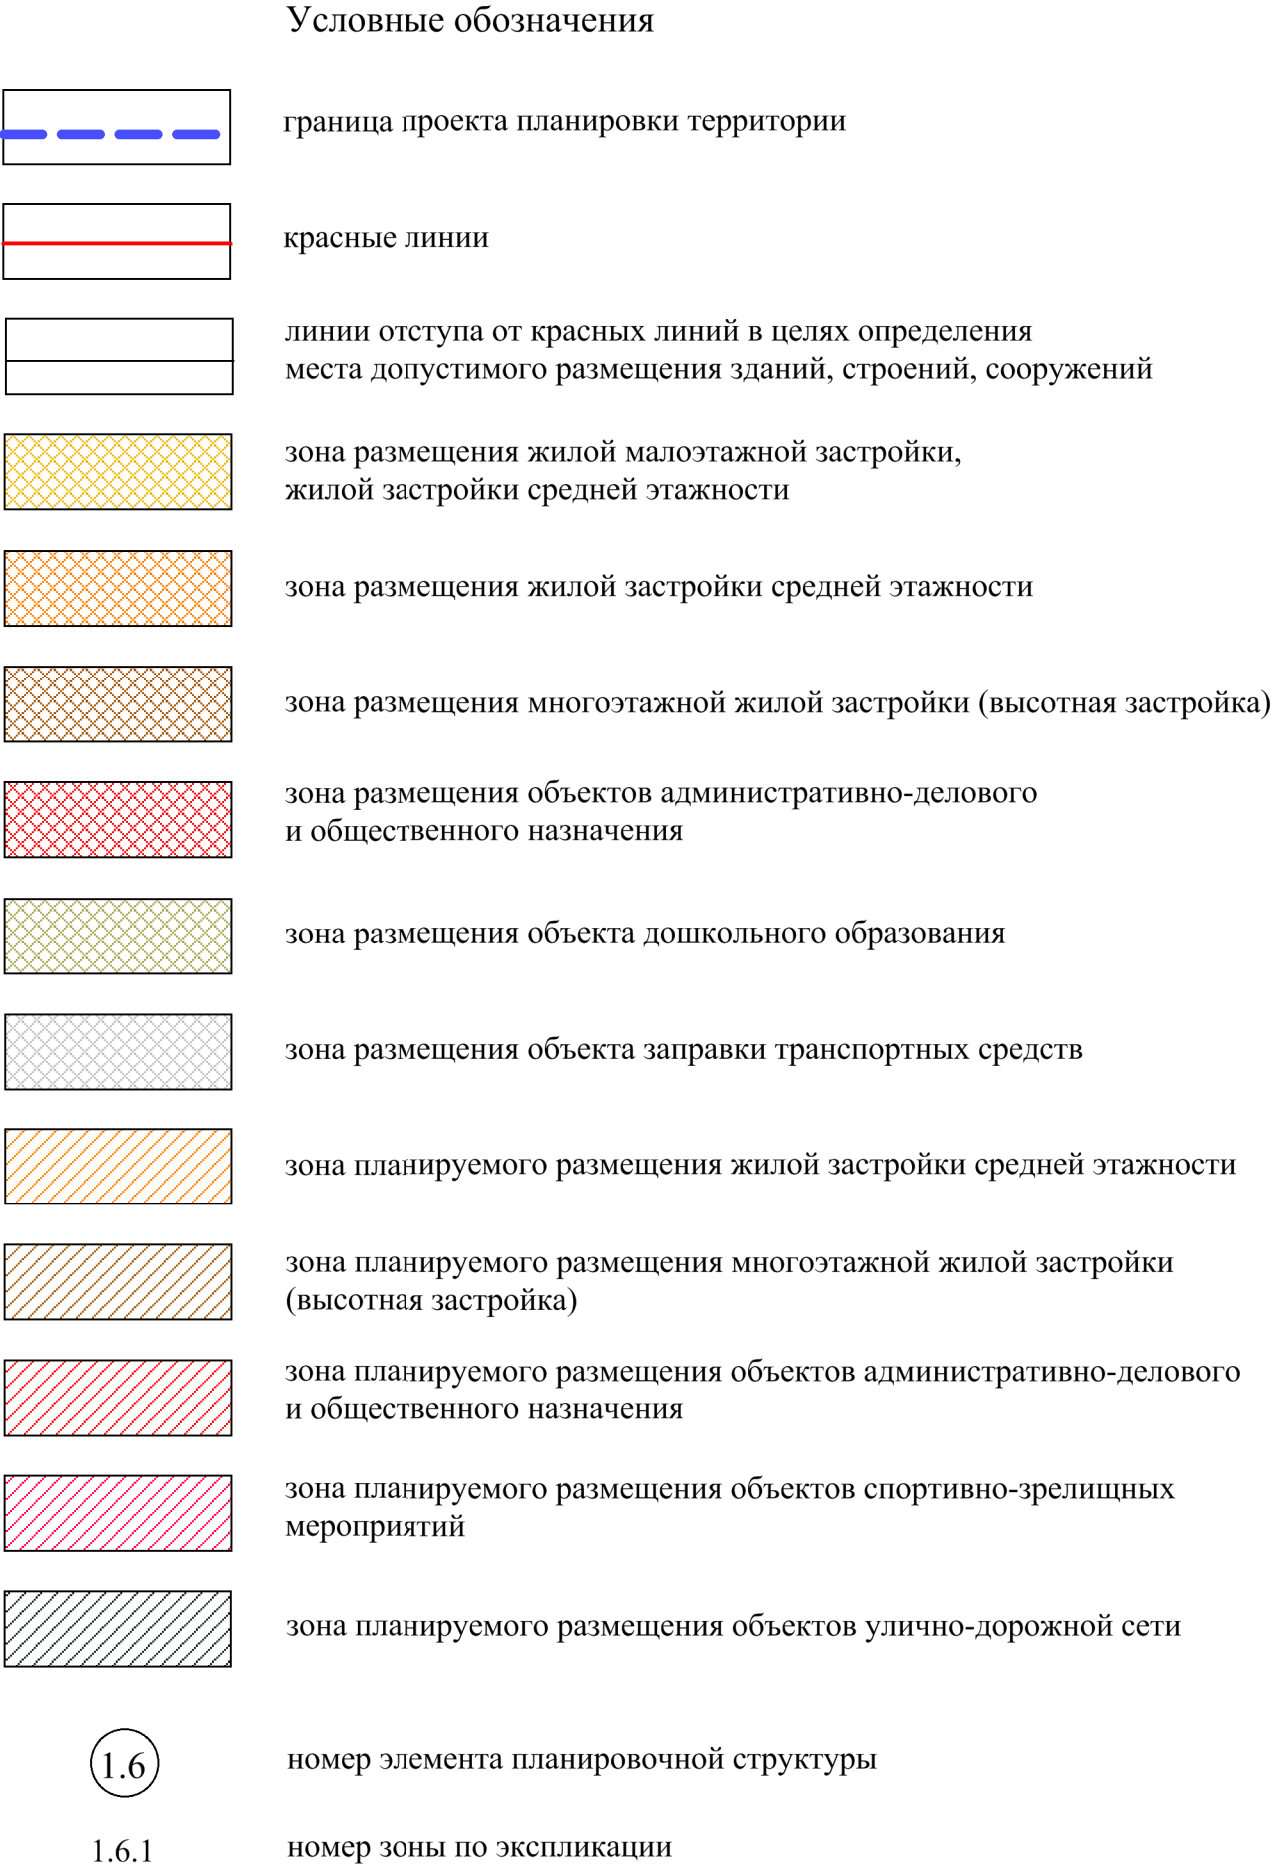 Условные обозначения
граница проекта планировки территории
красные линии
линии отступа от красных линий в целях определения
места допустимого размещения зданий, строений, сооружений
зона размещения жилой малоэтажной застройки,
жилой застройки средней этажности
зона размещения жилой застройки средней этажности
зона размещения многоэтажной жилой застройки (высотная застройка)
зона размещения объектов административно-делового
и общественного назначения
зона размещения объекта дошкольного образования
зона размещения объекта заправки транспортных средств
зона планируемого размещения жилой застройки средней этажности
зона планируемого размещения многоэтажной жилой застройки
(высотная застройка)
зона планируемого размещения объектов административно-делового
и общественного назначения
зона планируемого размещения объектов спортивно-зрелищных
мероприятий
зона планируемого размещения объектов улично-дорожной сети
1.6 номер элемента планировочной структуры
1.6.1 номер зоны по экспликации